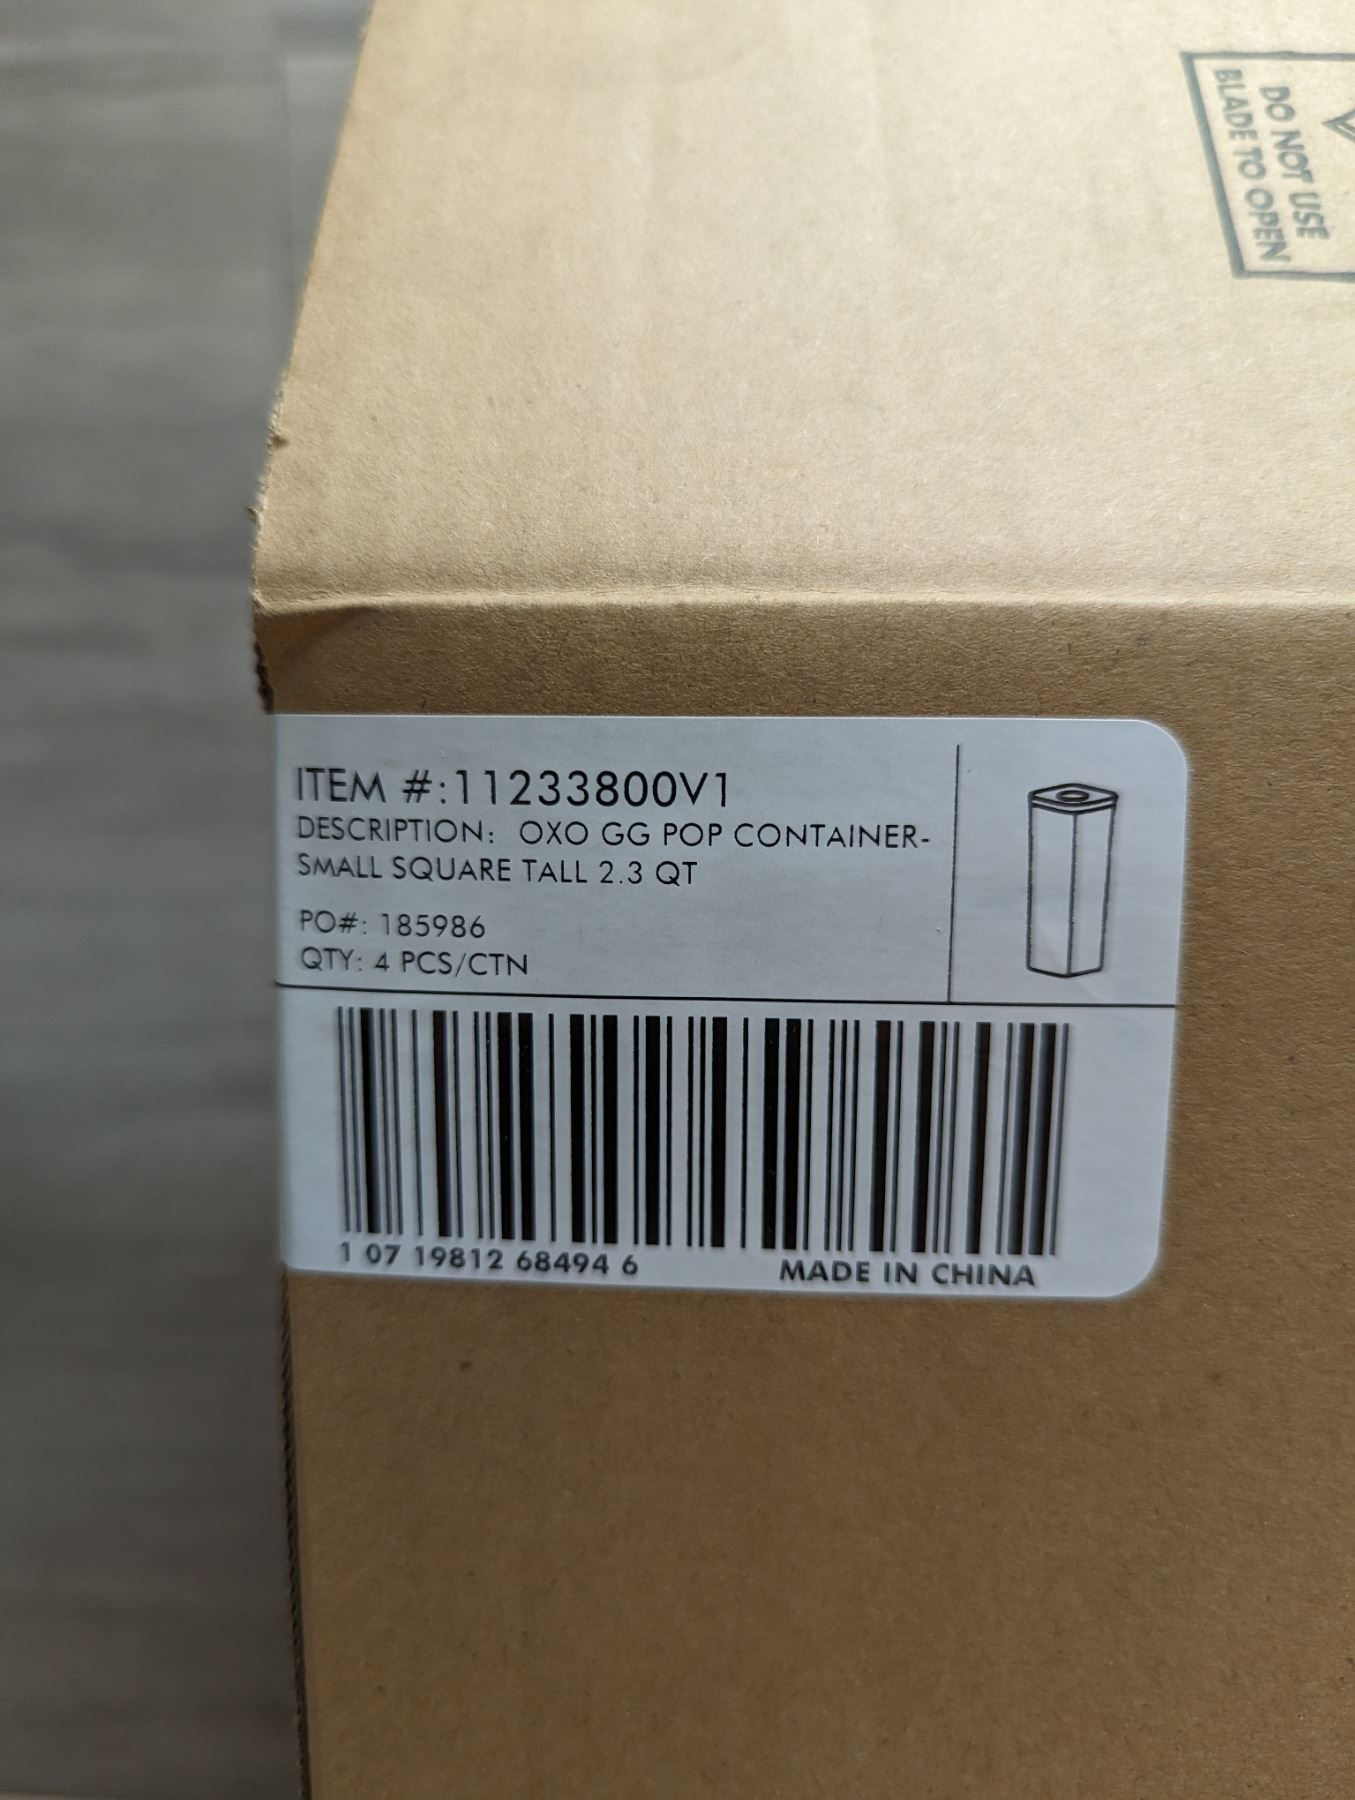 DO NOT USE
BLADE TO OPEN
ITEM #:11233800V1
DESCRIPTION: OXO GG POP CONTAINER-
SMALL SQUARE TALL 2.3 QT
PO#: 185986
QTY: 4 PCS/CTN
1 07 19812 68494 6
MADE IN CHINA